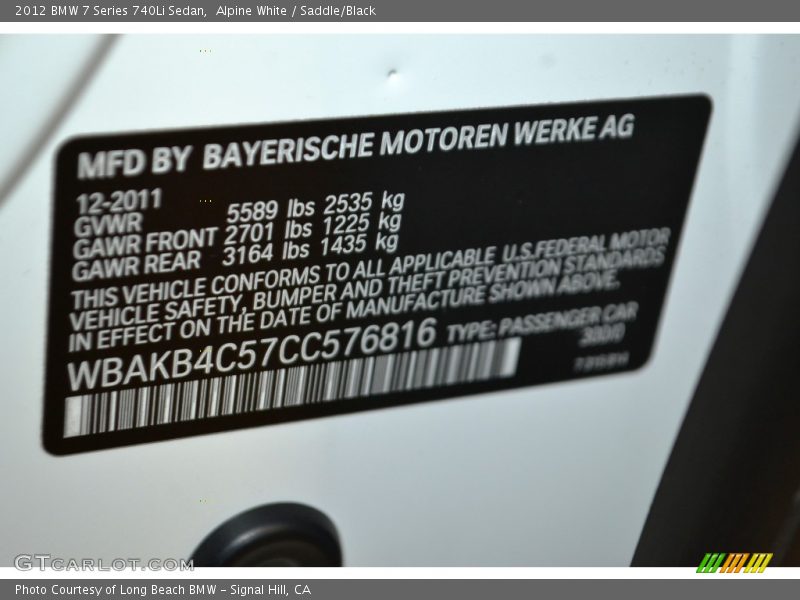 2012 BMW 7 Series 740Li Sedan, Alpine White / Saddle/Black
MFD BY BAYERISCHE MOTOREN WERKE AG
12-2011
GVWR 5589 lbs 2535 kg
GAWR FRONT 2701 lbs 1225 kg
GAWR REAR 3164 lbs 1435 kg
THIS VEHICLE CONFORMS TO ALL APPLICABLE U.S.FEDERAL MOTOR
VEHICLE SAFETY, BUMPER AND THEFT PREVENTION STANDARDS
IN EFFECT ON THE DATE OF MANUFACTURE SHOWN ABOVE.
WBAKB4C57CC576816 TYPE: PASSENGER CAR
GTCARLOT.COM
Photo Courtesy of Long Beach BMW - Signal Hill, CA